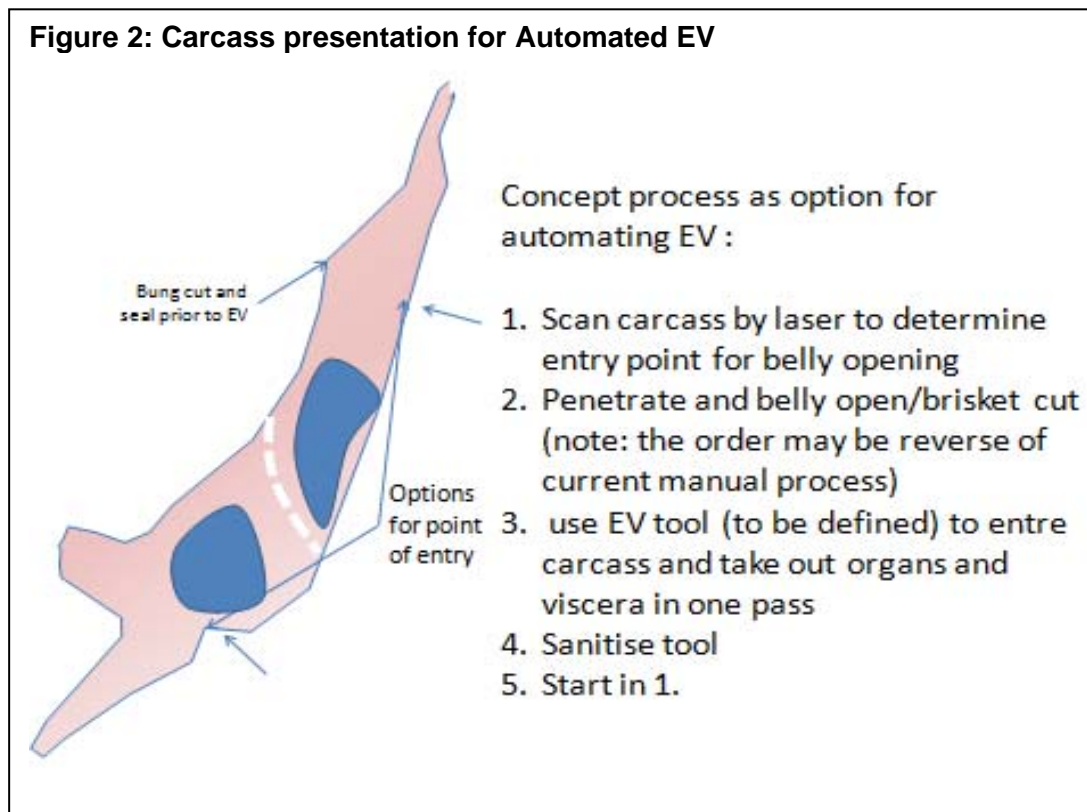 Figure 2: Carcass presentation for Automated EV
Concept process as option for
automating EV :
Bung cut and
seal prior to EV
1. Scan carcass by laser to determine
entry point for belly opening
2. Penetrate and belly open/brisket cut
(note: the order may be reverse of
current manual process)
3. use EV tool (to be defined) to entre
carcass and take out organs and
viscera in one pass
4. Sanitise tool
5. Start in 1.
Options
for point
of entry